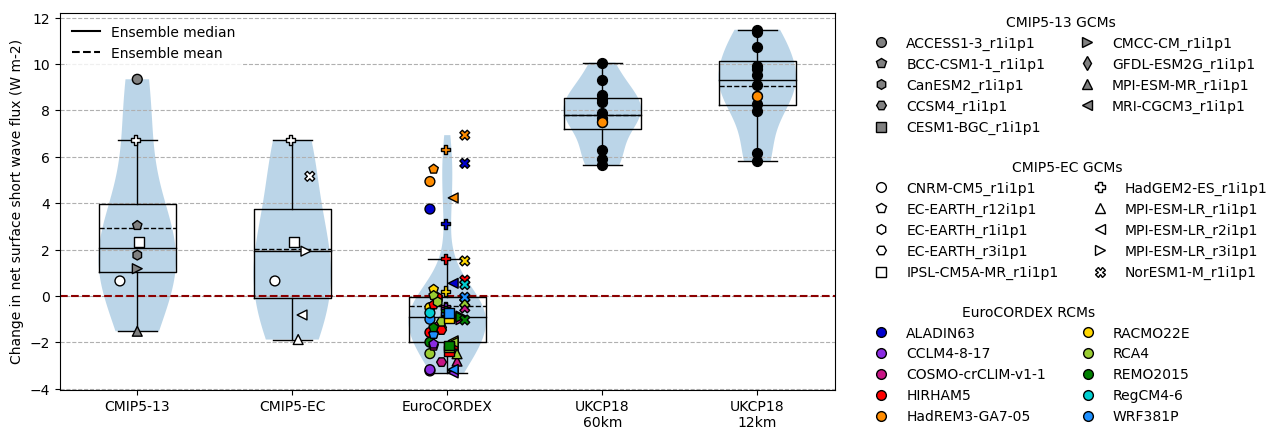 Change in net surface short wave flux (W m-2)
12
10
8
6
4
2
0
−2
−4
Ensemble median
Ensemble mean
CMIP5-13
CMIP5-EC
EuroCORDEX
UKCP18
60km
UKCP18
12km
CMIP5-13 GCMs
ACCESS1-3_r1i1p1
BCC-CSM1-1_r1i1p1
CanESM2_r1i1p1
CCSM4_r1i1p1
CESM1-BGC_r1i1p1
CMCC-CM_r1i1p1
GFDL-ESM2G_r1i1p1
MPI-ESM-MR_r1i1p1
MRI-CGCM3_r1i1p1
CMIP5-EC GCMs
CNRM-CM5_r1i1p1
EC-EARTH_r12i1p1
EC-EARTH_r1i1p1
EC-EARTH_r3i1p1
IPSL-CM5A-MR_r1i1p1
HadGEM2-ES_r1i1p1
MPI-ESM-LR_r1i1p1
MPI-ESM-LR_r2i1p1
MPI-ESM-LR_r3i1p1
NorESM1-M_r1i1p1
EuroCORDEX RCMs
ALADIN63
CCLM4-8-17
COSMO-crCLIM-v1-1
HIRHAM5
HadREM3-GA7-05
RACMO22E
RCA4
REMO2015
RegCM4-6
WRF381P